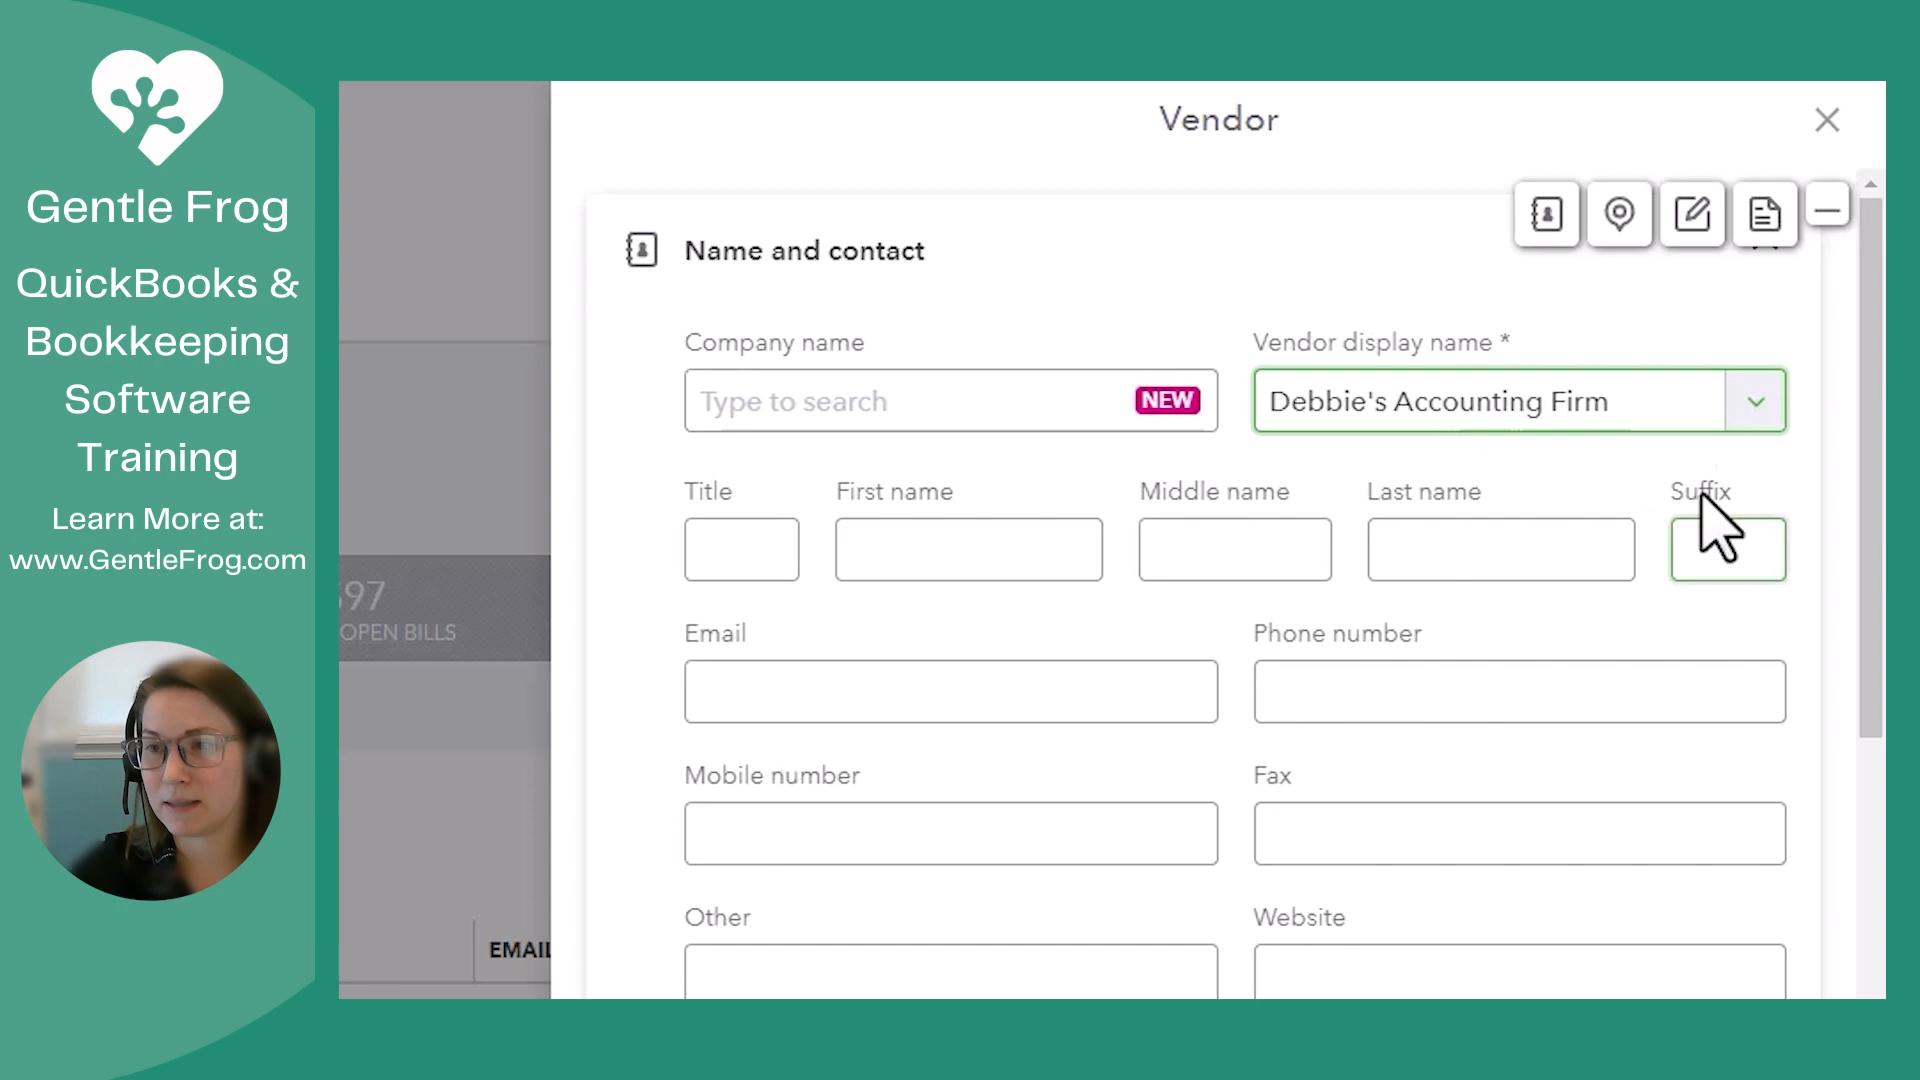 Gentle Frog
QuickBooks &
Bookkeeping
Software
Training
Learn More at:
www.GentleFrog.com
97
OPEN BILLS
EMAIL
Vendor
Name and contact
Company name
Vendor display name *
Type to search
NEW
Debbie's Accounting Firm
Title
First name
Middle name
Last name
Suffix
Email
Phone number
Mobile number
Fax
Other
Website